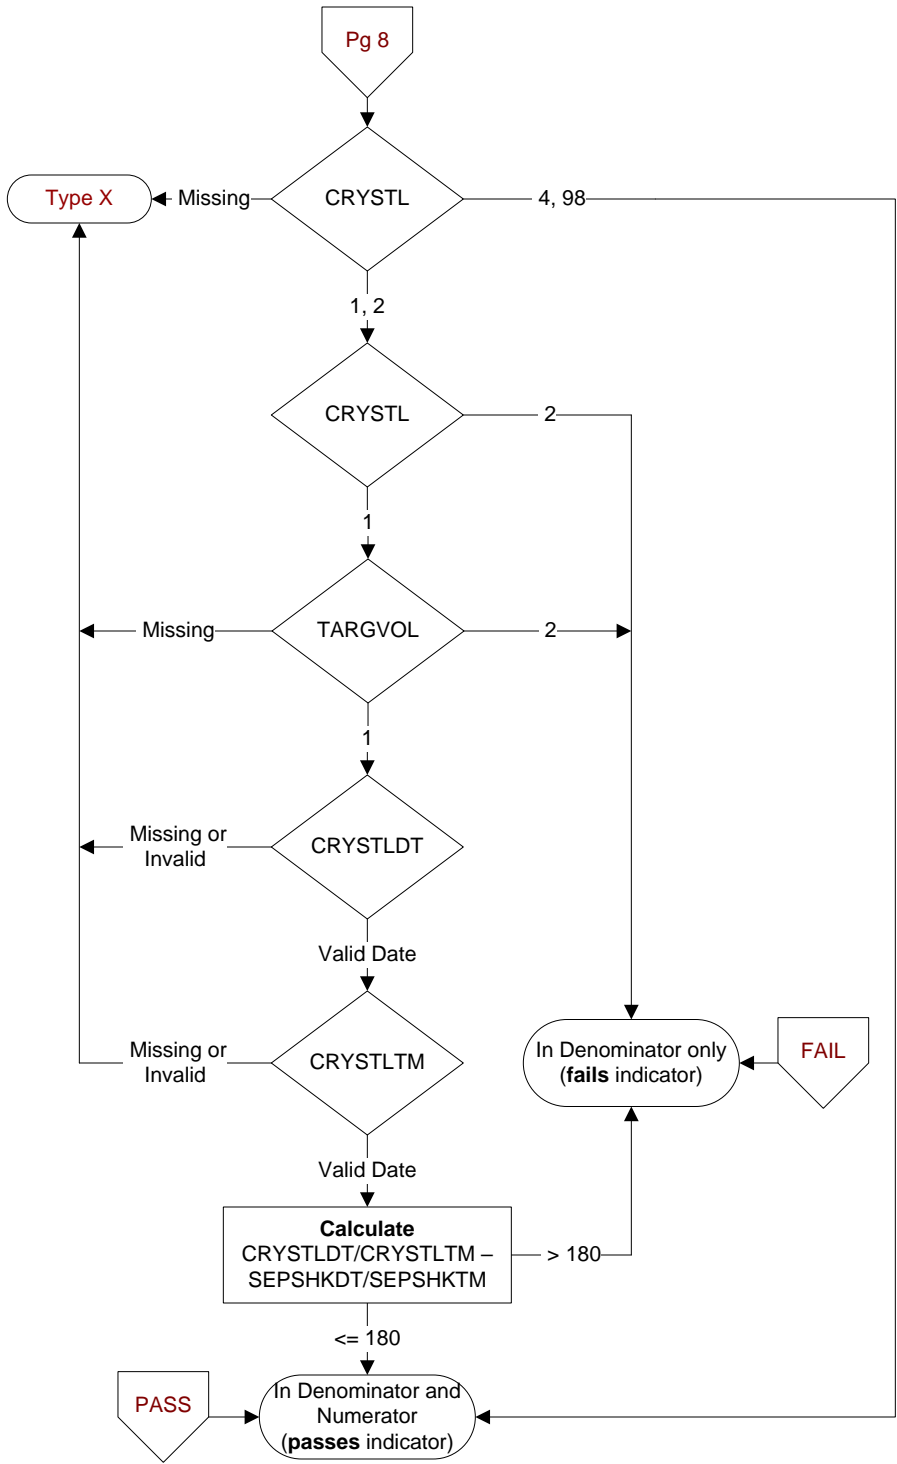 Pg 8
CRYSTL
Type X
Missing
4, 98
1, 2
CRYSTL
2
1
TARGVOL
Missing
2
1
CRYSTLDT
Missing or
Invalid
Valid Date
CRYSTLTM
Missing or
Invalid
In Denominator only
(fails indicator)
FAIL
Valid Date
Calculate
CRYSTLDT/CRYSTLTM –
SEPSHKDT/SEPSHKTM
> 180
<= 180
PASS
In Denominator and
Numerator
(passes indicator)